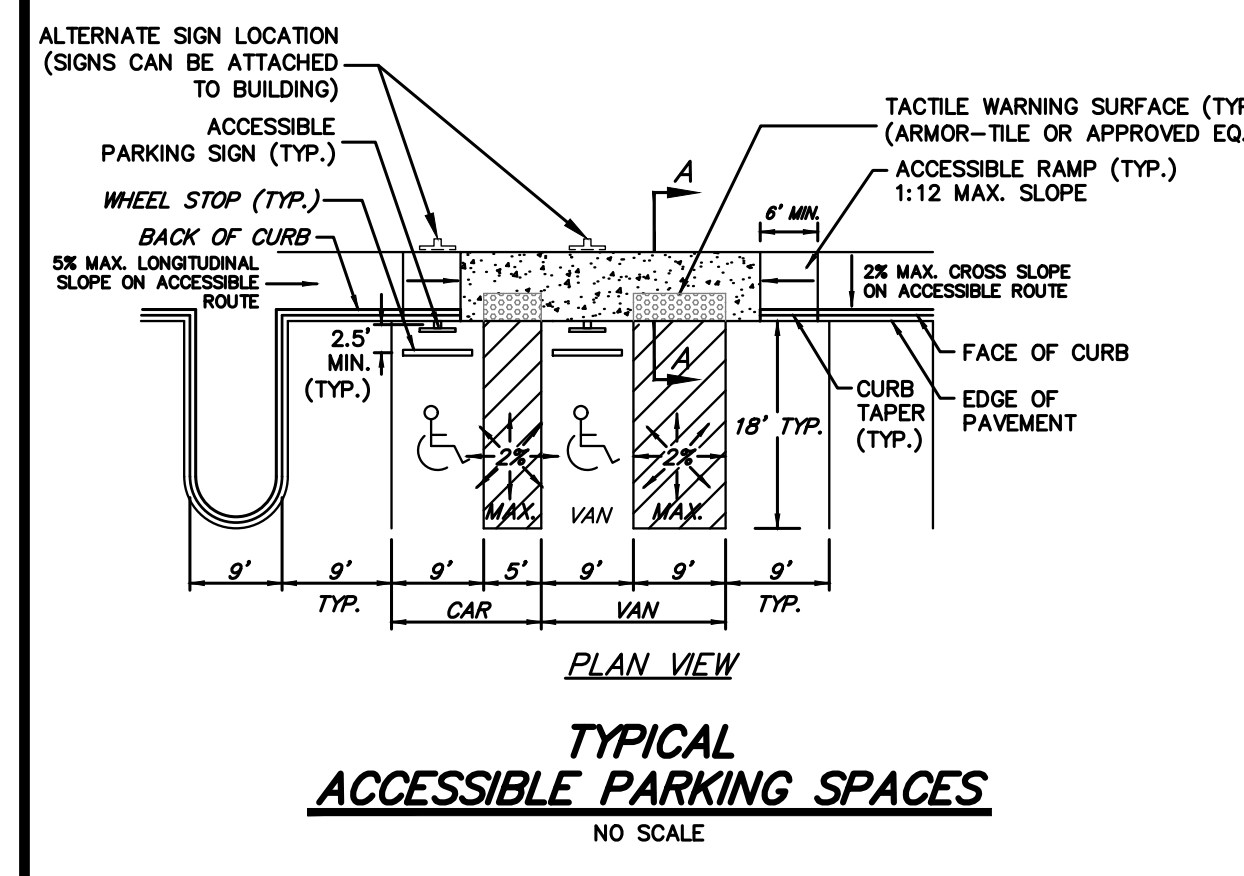 ALTERNATE SIGN LOCATION
(SIGNS CAN BE ATTACHED
TO BUILDING)
ACCESSIBLE
PARKING SIGN (TYP.)
WHEEL STOP (TYP.)
BACK OF CURB
5% MAX. LONGITUDINAL
SLOPE ON ACCESSIBLE
ROUTE
TACTILE WARNING SURFACE (TYP
(ARMOR-TILE OR APPROVED EQ.
A
ACCESSIBLE RAMP (TYP.)
1:12 MAX. SLOPE
6' MIN.
2% MAX. CROSS SLOPE
ON ACCESSIBLE ROUTE
2.5'
MIN.
(TYP.)
A
FACE OF CURB
CURB
TAPER
(TYP.)
EDGE OF
PAVEMENT
18' TYP.
2% 2%
MAX. VAN MAX.
9' 9' 9' 5' 9' 9' 9'
TYP. CAR VAN TYP.
PLAN VIEW
TYPICAL
ACCESSIBLE PARKING SPACES
NO SCALE